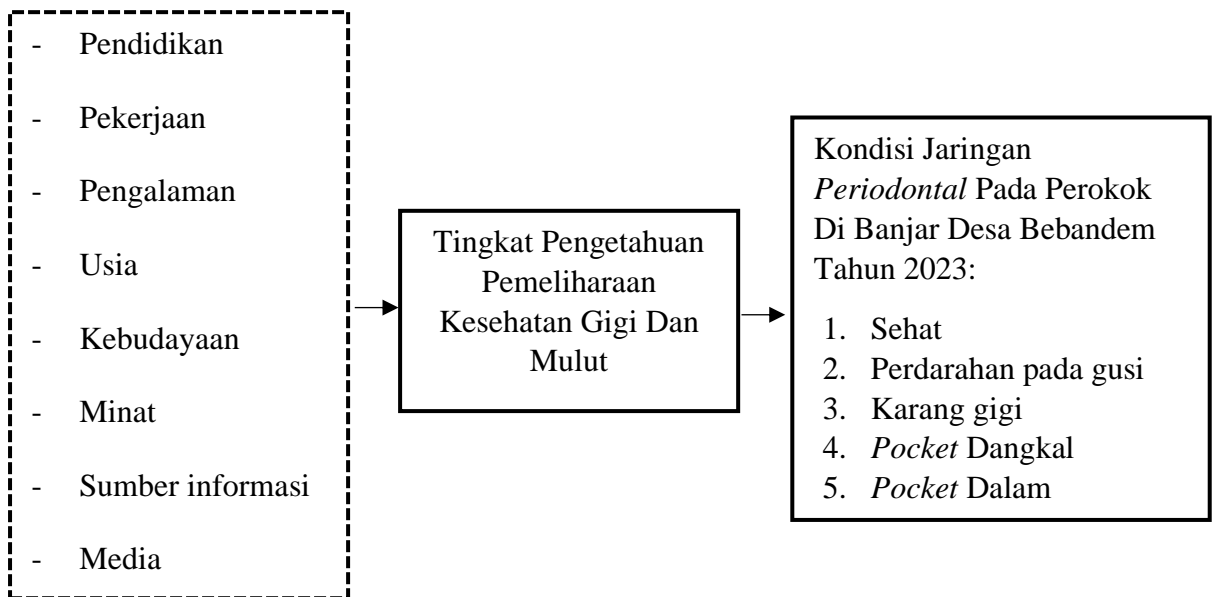 - Pendidikan
- Pekerjaan
- Pengalaman
- Usia
- Kebudayaan
- Minat
- Sumber informasi
- Media
Tingkat Pengetahuan
Pemeliharaan
Kesehatan Gigi Dan
Mulut
Kondisi Jaringan
Periodontal Pada Perokok
Di Banjar Desa Bebandem
Tahun 2023:
1. Sehat
2. Perdarahan pada gusi
3. Karang gigi
4. Pocket Dangkal
5. Pocket Dalam